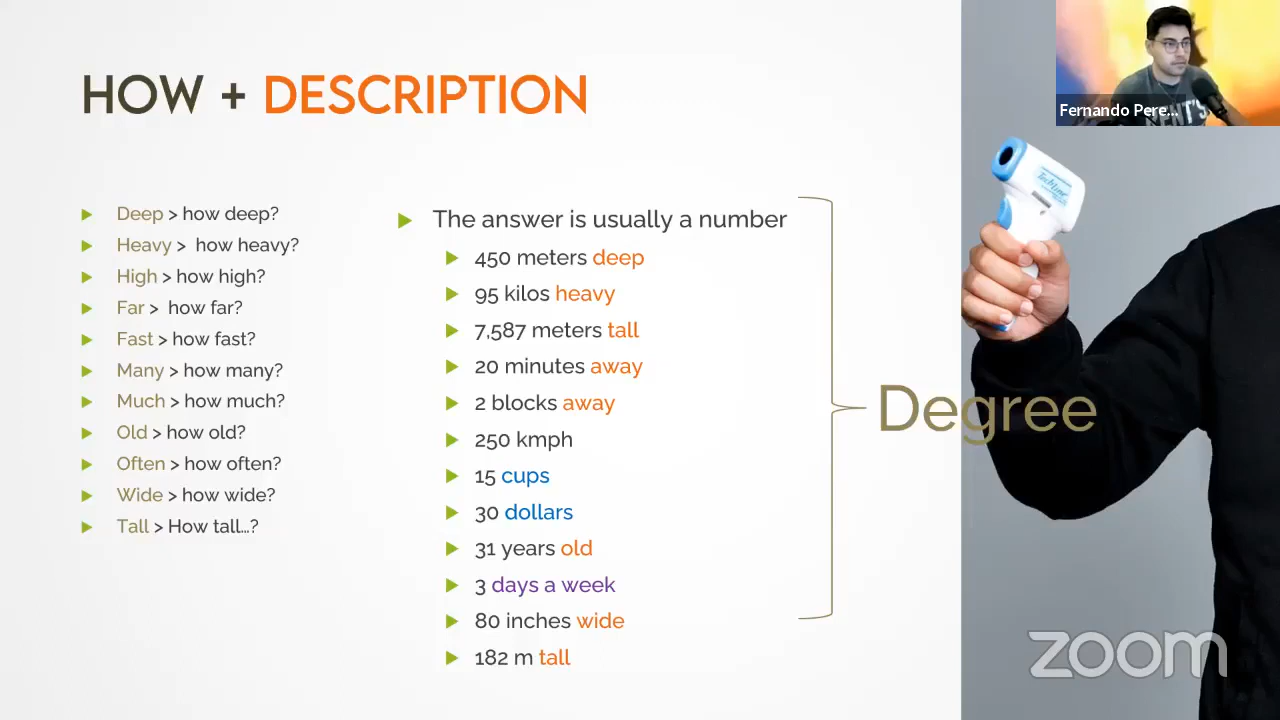 HOW + DESCRIPTION
Deep > how deep?
Heavy > how heavy?
High > how high?
Far > how far?
Fast > how fast?
Many > how many?
Much > how much?
Old > how old?
Often > how often?
Wide > how wide?
Tall > How tall...?
The answer is usually a number
450 meters deep
95 kilos heavy
7,587 meters tall
20 minutes away
2 blocks away
250 kmph
15 cups
30 dollars
31 years old
3 days a week
80 inches wide
182 m tall
Degree
Fernando Pere...
zoom